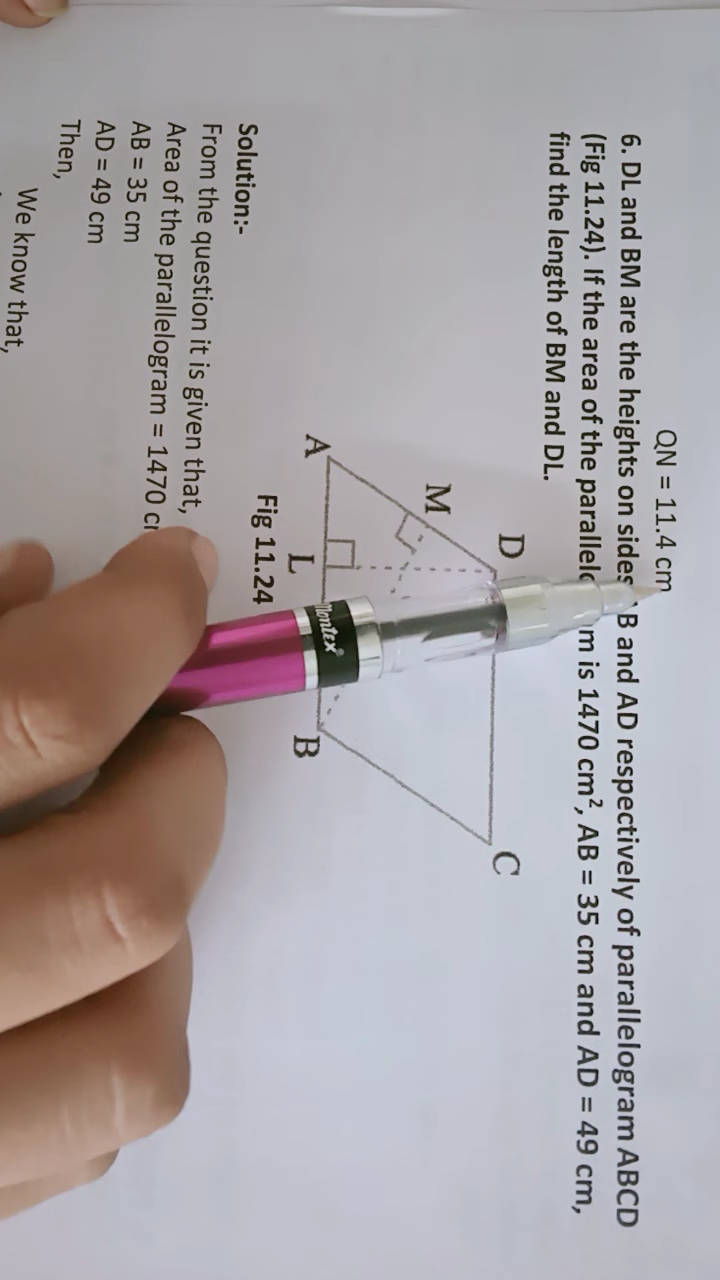 QN = 11.4 cm
6. DL and BM are the heights on sides B and AD respectively of parallelogram ABCD
(Fig 11.24). If the area of the parallelo m is 1470 cm², AB = 35 cm and AD = 49 cm,
find the length of BM and DL.
D C
M
A L B
Montex
Fig 11.24
Solution:-
From the question it is given that,
Area of the parallelogram = 1470 c
AB = 35 cm
AD = 49 cm
Then,
We know that,